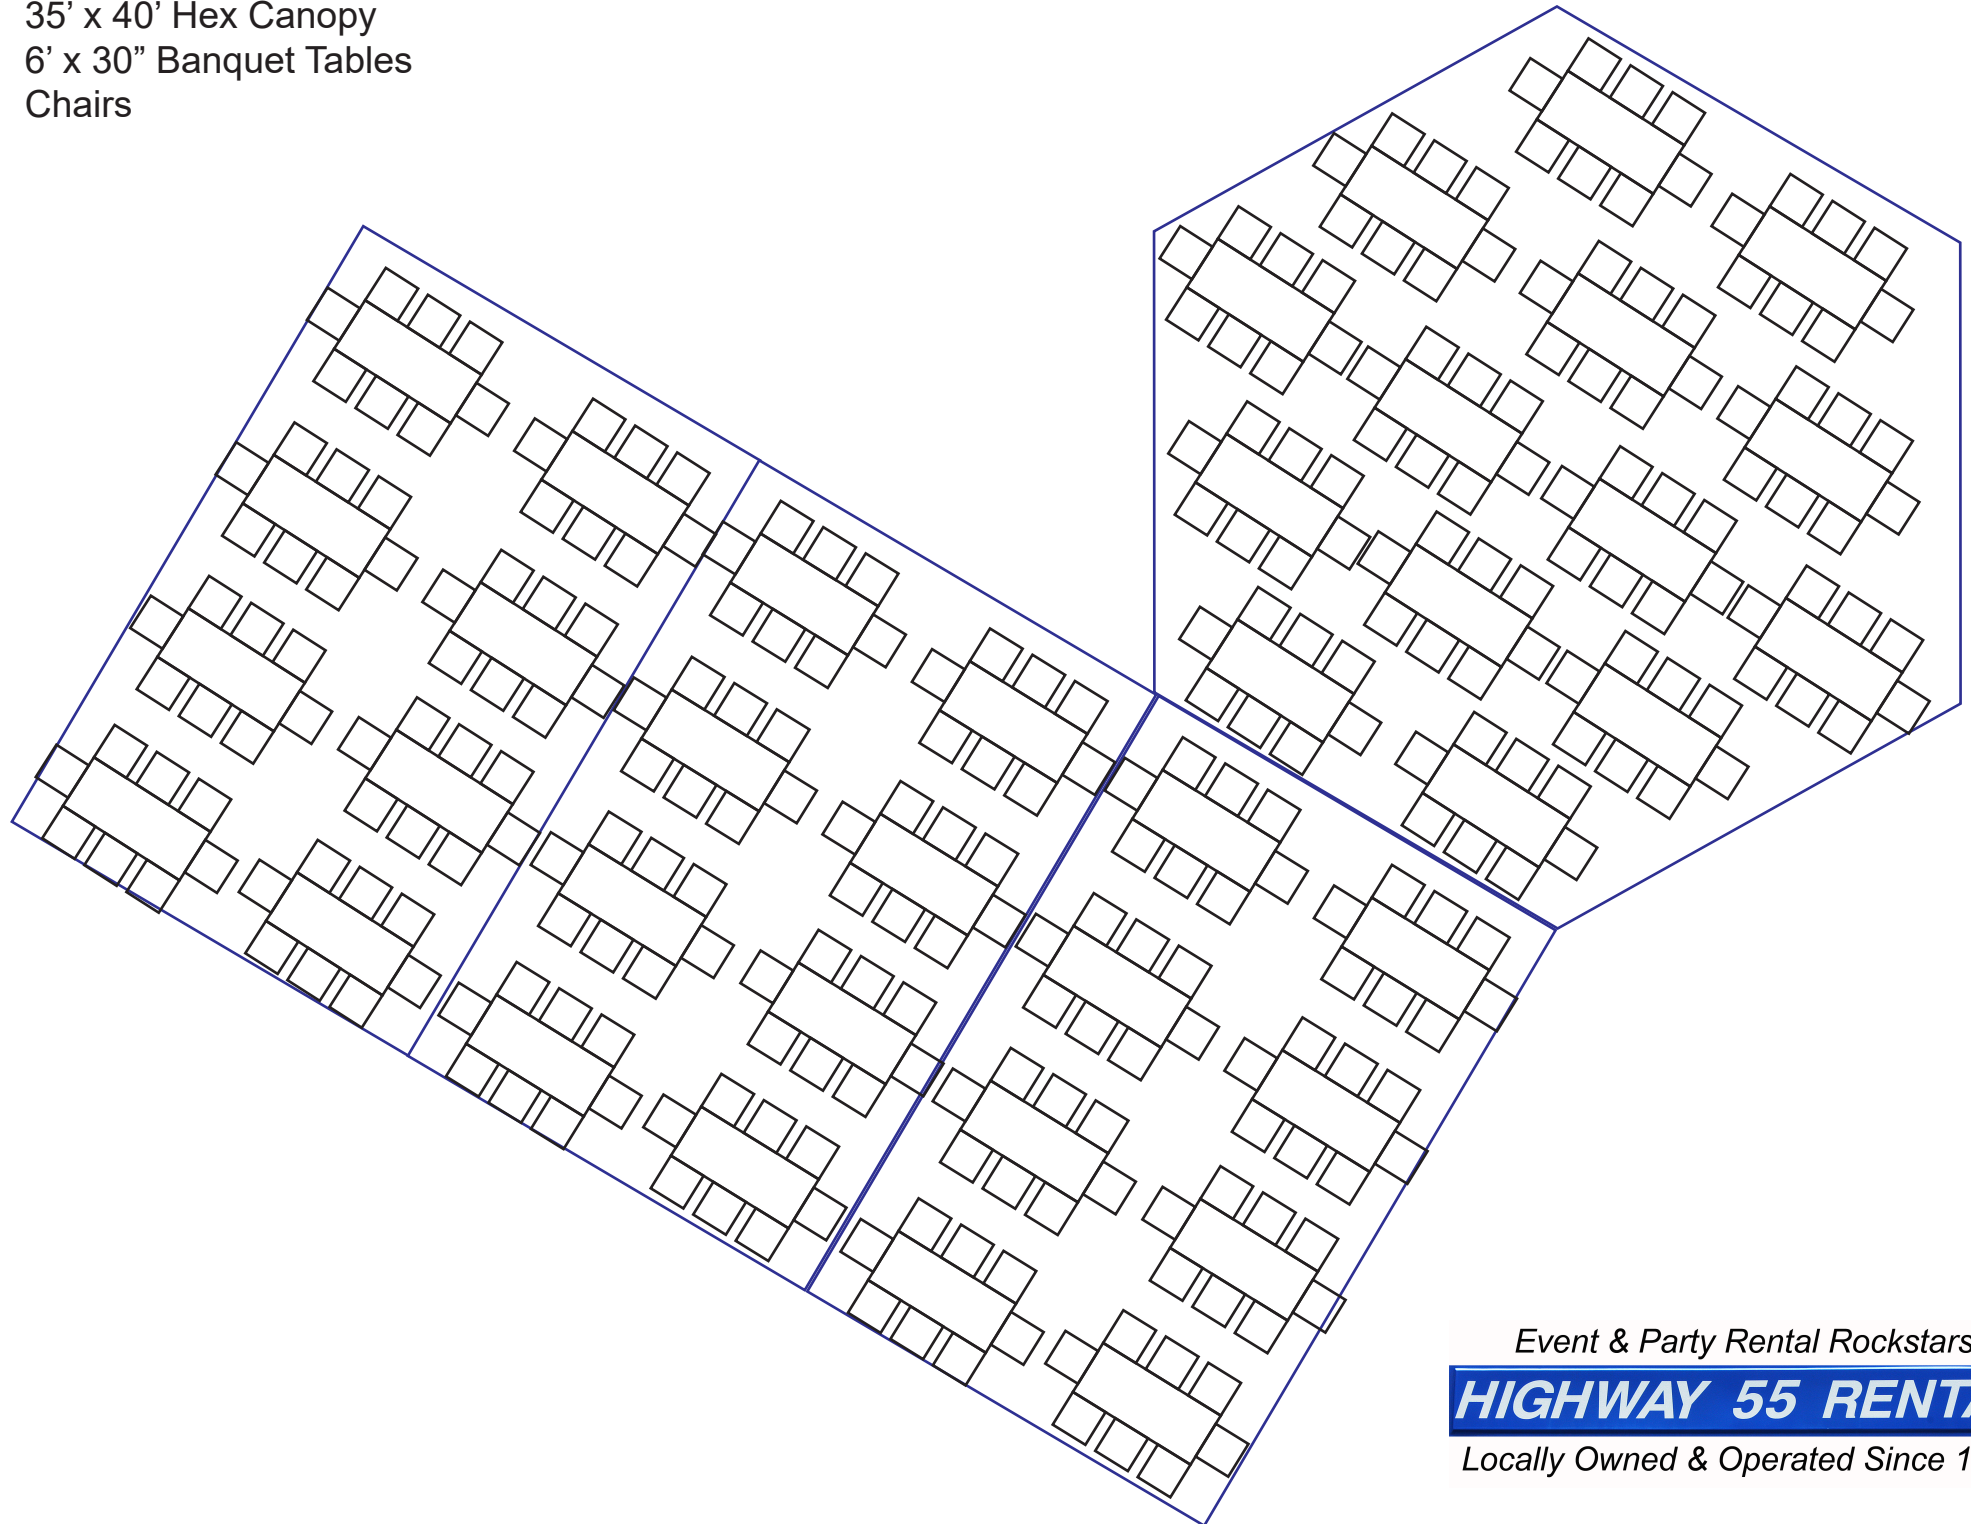 35’ x 40’ Hex Canopy
6’ x 30” Banquet Tables
Chairs
Event & Party Rental Rockstars
HIGHWAY 55
Locally Owned & Operated Since